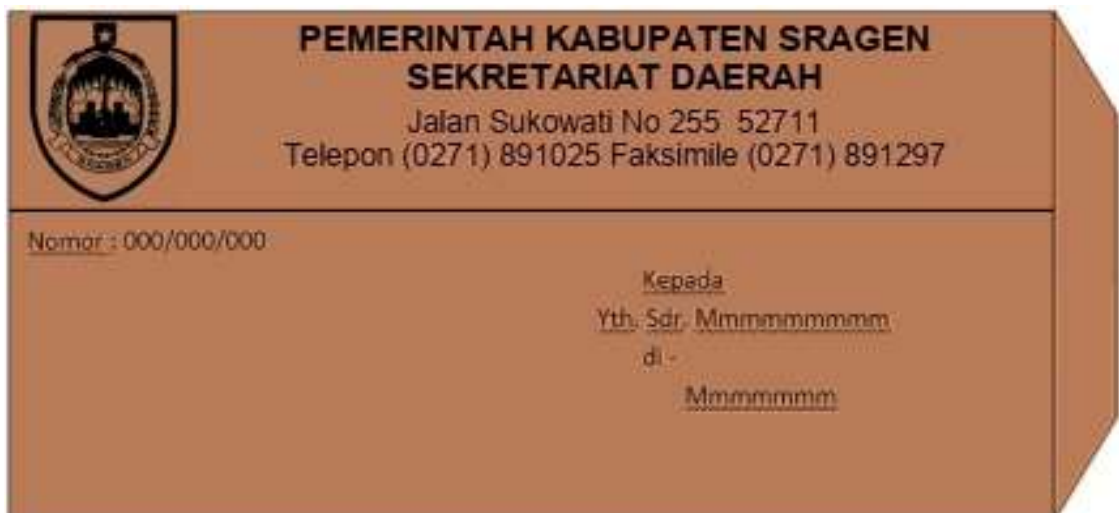 PEMERINTAH KABUPATEN SRAGEN
SEKRETARIAT DAERAH
Jalan Sukowati No 255 52711
Telepon (0271) 891025 Faksimile (0271) 891297
Nomor : 000/000/000
Kepada
Yth. Sdr. Mmmmmmmmm
di -
Mmmmmmm